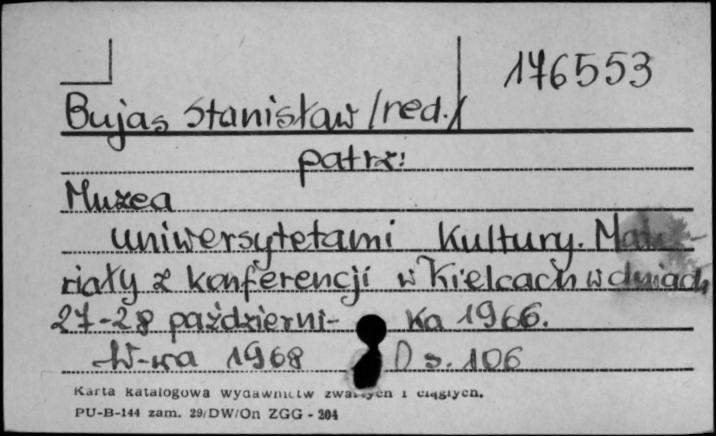 176553
Bujas Stanisław /red./
patrz:
Muzea
uniwersytetami kultury. Mate-
riały z konferencji w Kielcach w dniach
27-28 październi- ka 1966.
W-wa 1968 s. 106
Karta katalogowa wydawnictw zwartych i ciągłych.
PU-B-144 zam. 29/DW/On ZGG - 304